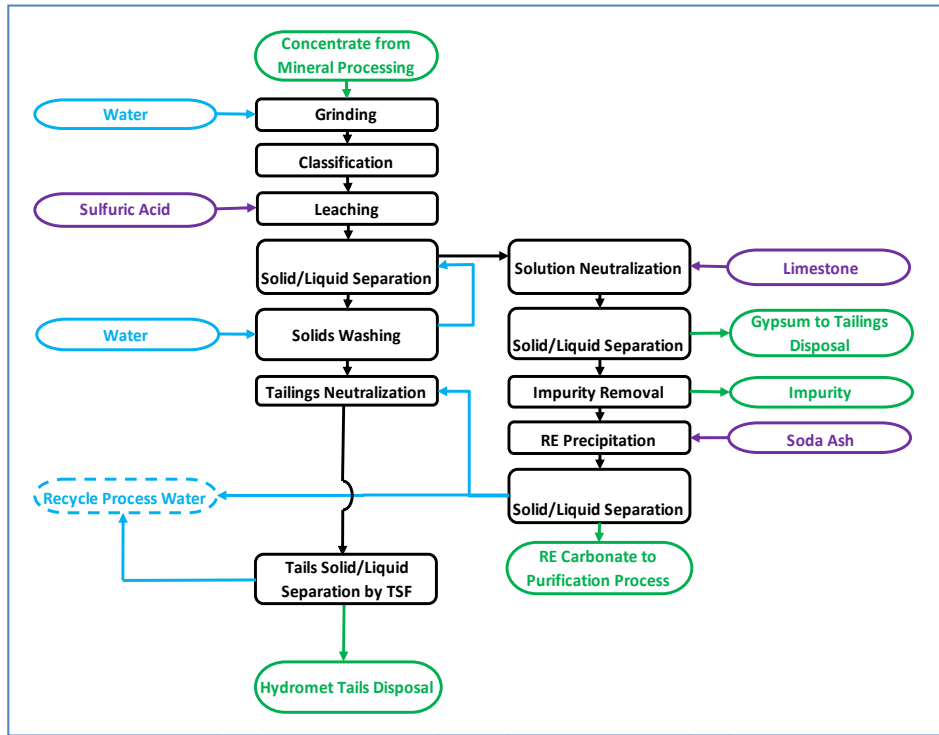 Concentrate from
Mineral Processing
Water
Grinding
Classification
Sulfuric Acid
Leaching
Solid/Liquid Separation
Solution Neutralization
Limestone
Water
Solids Washing
Solid/Liquid Separation
Gypsum to Tailings
Disposal
Tailings Neutralization
Impurity Removal
Impurity
RE Precipitation
Soda Ash
Recycle Process Water
Solid/Liquid Separation
Tails Solid/Liquid
Separation by TSF
RE Carbonate to
Purification Process
Hydromet Tails Disposal